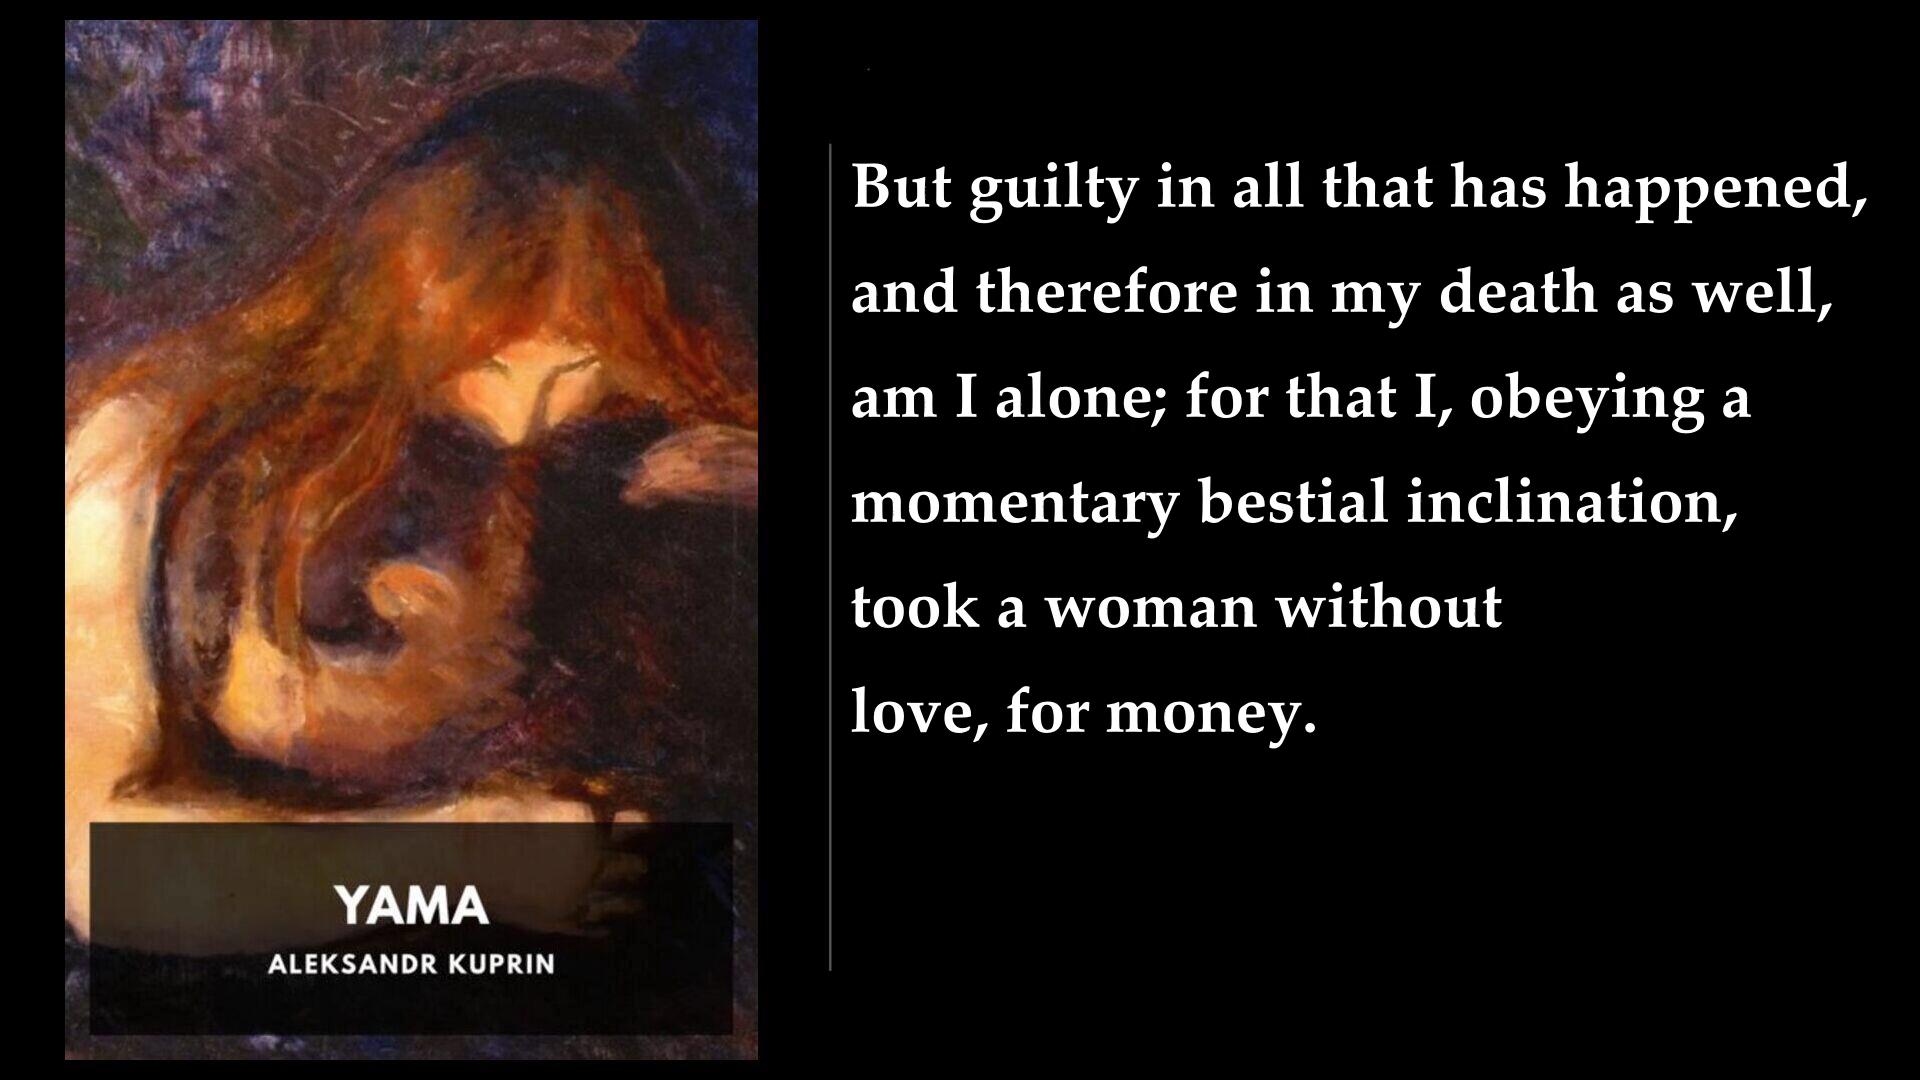 But guilty in all that has happened,
and therefore in my death as well,
am I alone; for that I, obeying a
momentary bestial inclination,
took a woman without
love, for money.
YAMA
ALEKSANDR KUPRIN